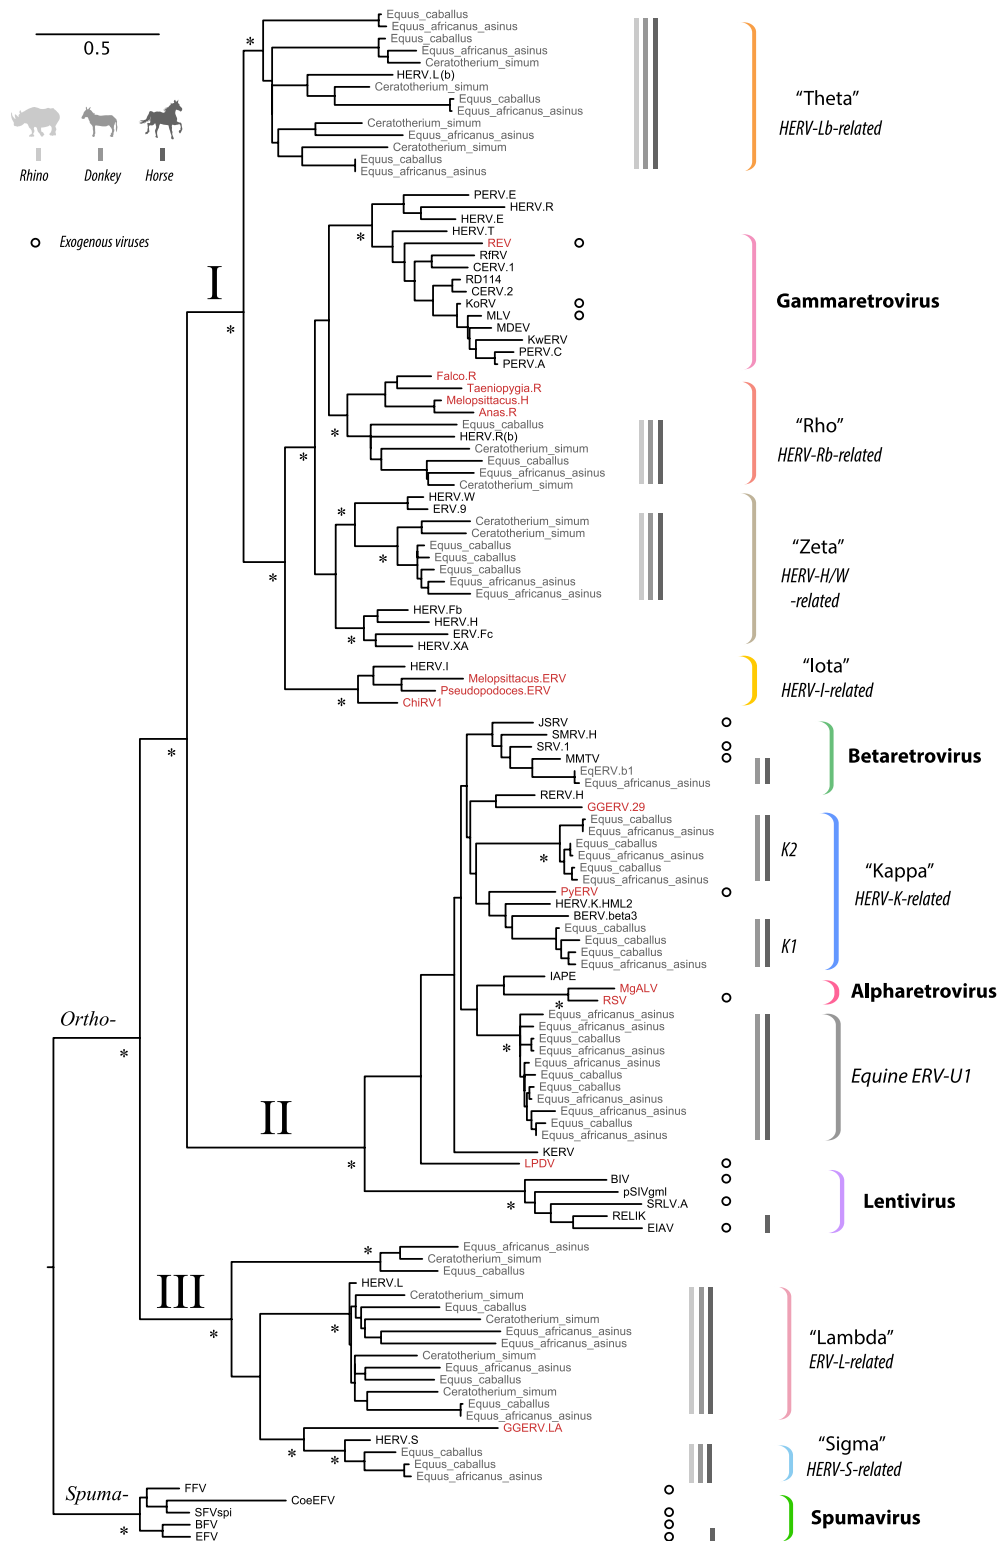 0.5
Rhino
Donkey
Horse
Exogenous viruses
I
II
III
Ortho-
Spuma-
Equus_caballus
Equus_africanus_asinus
Equus_caballus
Equus_africanus_asinus
Ceratotherium_simum
HERV.L(b)
Ceratotherium_simum
Equus_caballus
Equus_africanus_asinus
Ceratotherium_simum
Equus_africanus_asinus
Ceratotherium_simum
Equus_caballus
Equus_africanus_asinus
"Theta"
HERV-Lb-related
PERV.E
HERV.R
HERV.E
HERV.T
REV
RfRV
CERV.1
RD114
CERV.2
KoRV
MLV
MDEV
KwERV
PERV.C
PERV.A
Gammaretrovirus
Falco.R
Taeniopygia.R
Melopsittacus.H
Anas.R
Equus_caballus
HERV.R(b)
Ceratotherium_simum
Equus_caballus
Equus_africanus_asinus
Ceratotherium_simum
"Rho"
HERV-Rb-related
HERV.W
ERV.9
Ceratotherium_simum
Ceratotherium_simum
Equus_caballus
Equus_caballus
Equus_caballus
Equus_africanus_asinus
Equus_africanus_asinus
HERV.Fb
HERV.H
ERV.Fc
HERV.XA
"Zeta"
HERV-H/W
-related
HERV.I
Melopsittacus.ERV
Pseudopodoces.ERV
ChiRV1
"Iota"
HERV-I-related
JSRV
SMRV.H
SRV.1
MMTV
EqERV.b1
Equus_africanus_asinus
Betaretrovirus
RERV.H
GGERV.29
Equus_caballus
Equus_africanus_asinus
Equus_caballus
Equus_africanus_asinus
Equus_caballus
Equus_africanus_asinus
K2
PyERV
HERV.K.HML2
BERV.beta3
Equus_caballus
Equus_caballus
Equus_caballus
Equus_africanus_asinus
K1
"Kappa"
HERV-K-related
IAPE
MgALV
RSV
Alpharetrovirus
Equus_africanus_asinus
Equus_africanus_asinus
Equus_caballus
Equus_africanus_asinus
Equus_africanus_asinus
Equus_caballus
Equus_caballus
Equus_africanus_asinus
Equus_africanus_asinus
Equus_caballus
Equus_africanus_asinus
Equine ERV-U1
KERV
LPDV
BIV
pSIVgml
SRLV.A
RELIK
EIAV
Lentivirus
Equus_africanus_asinus
Ceratotherium_simum
Equus_caballus
HERV.L
Ceratotherium_simum
Equus_caballus
Ceratotherium_simum
Equus_africanus_asinus
Equus_africanus_asinus
Ceratotherium_simum
Equus_africanus_asinus
Equus_caballus
Ceratotherium_simum
Equus_caballus
Equus_africanus_asinus
"Lambda"
ERV-L-related
GGERV.LA
HERV.S
Equus_caballus
Equus_caballus
Equus_africanus_asinus
"Sigma"
HERV-S-related
FFV
CoeEFV
SFVspi
BFV
EFV
Spumavirus